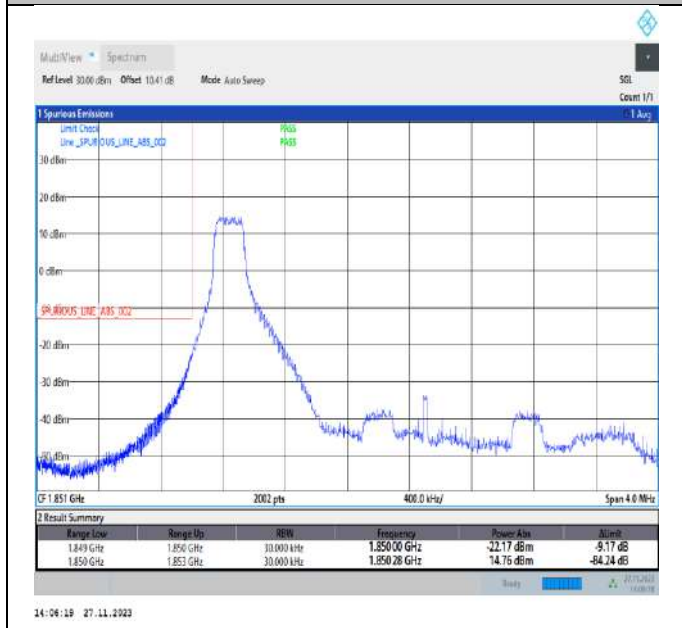 MultiView Spectrum
Ref Level 30.00 dBm Offset 10.41 dB Mode Auto Sweep SGL
Count 1/1
1 Spurious Emissions 1 Avg
Limit Check PASS
Line _SPURIOUS_LINE_ABS_002 PASS
30 dBm
20 dBm
10 dBm
0 dBm
SPURIOUS_LINE_ABS_002
-20 dBm
-30 dBm
-40 dBm
-50 dBm
CF 1.851 GHz 2002 pts 400.0 kHz/ Span 4.0 MHz
2 Result Summary
Range Low Range Up RBW Frequency Power Abs ΔLimit
1.849 GHz 1.850 GHz 30.000 kHz 1.85000 GHz -22.17 dBm -9.17 dB
1.850 GHz 1.853 GHz 30.000 kHz 1.85028 GHz 14.76 dBm -84.24 dB
Ready 27.11.2023
14:06:19 27.11.2023